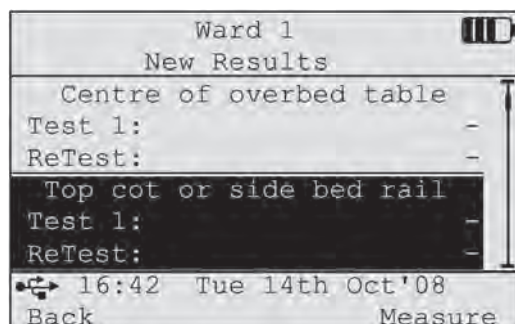 Ward 1
New Results
Centre of overbed table
Test 1: -
ReTest: -
Top cot or side bed rail
Test 1: -
ReTest: -
16:42 Tue 14th Oct'08
Back Measure